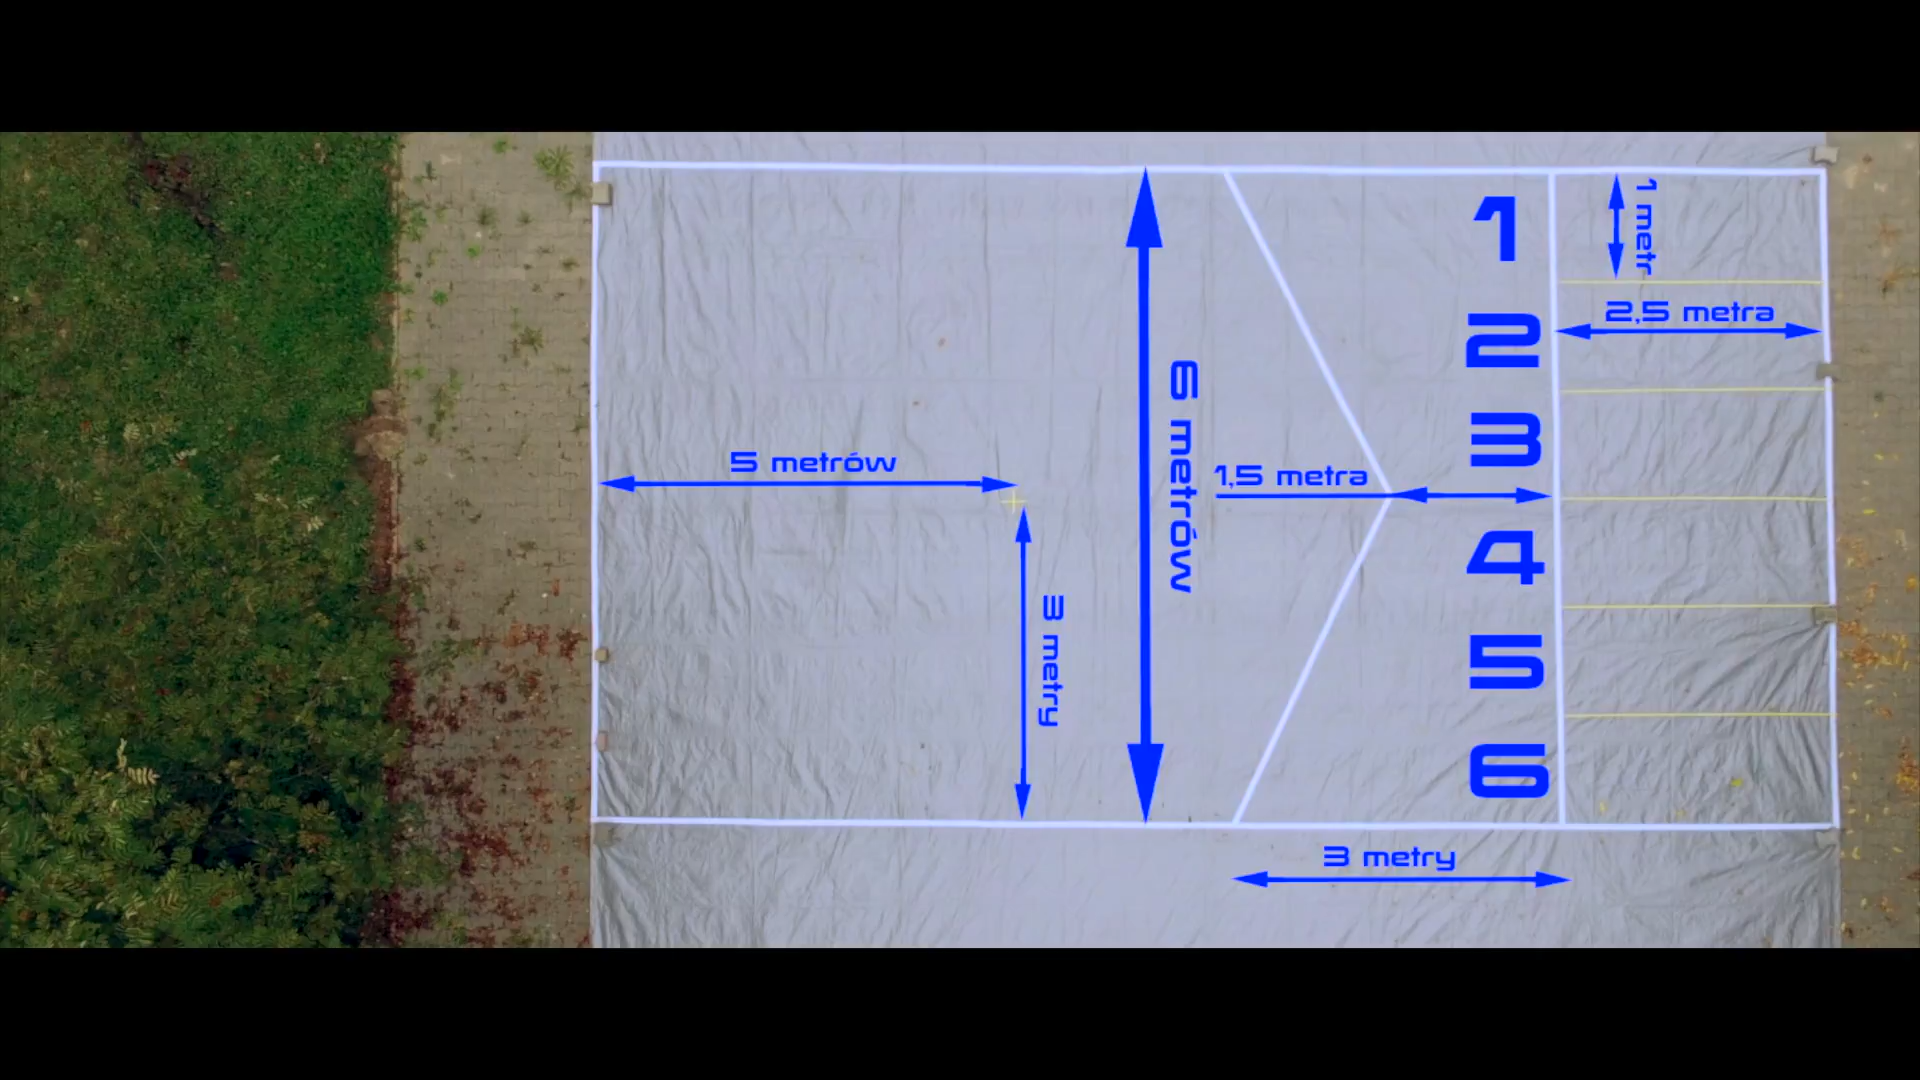 1
1 metr
2
2,5 metra
3
5 metrów
1,5 metra
6 metrów
4
3 metry
5
6
3 metry